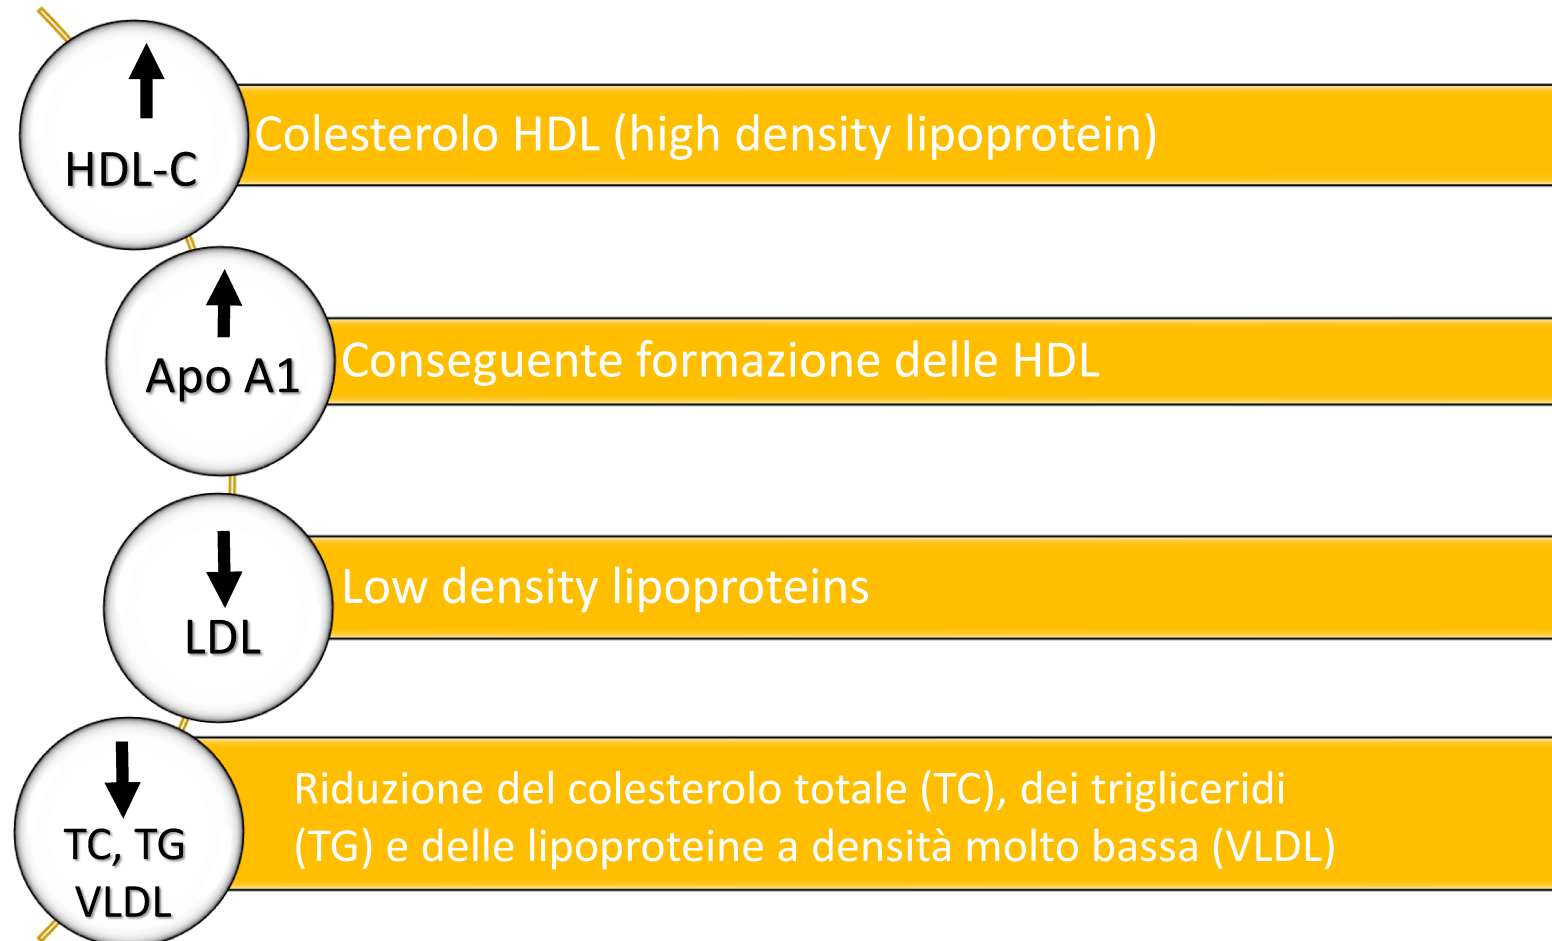 HDL-C
Colesterolo HDL (high density lipoprotein)
Apo A1
Conseguente formazione delle HDL
LDL
Low density lipoproteins
TC, TG
VLDL
Riduzione del colesterolo totale (TC), dei trigliceridi
(TG) e delle lipoproteine a densità molto bassa (VLDL)